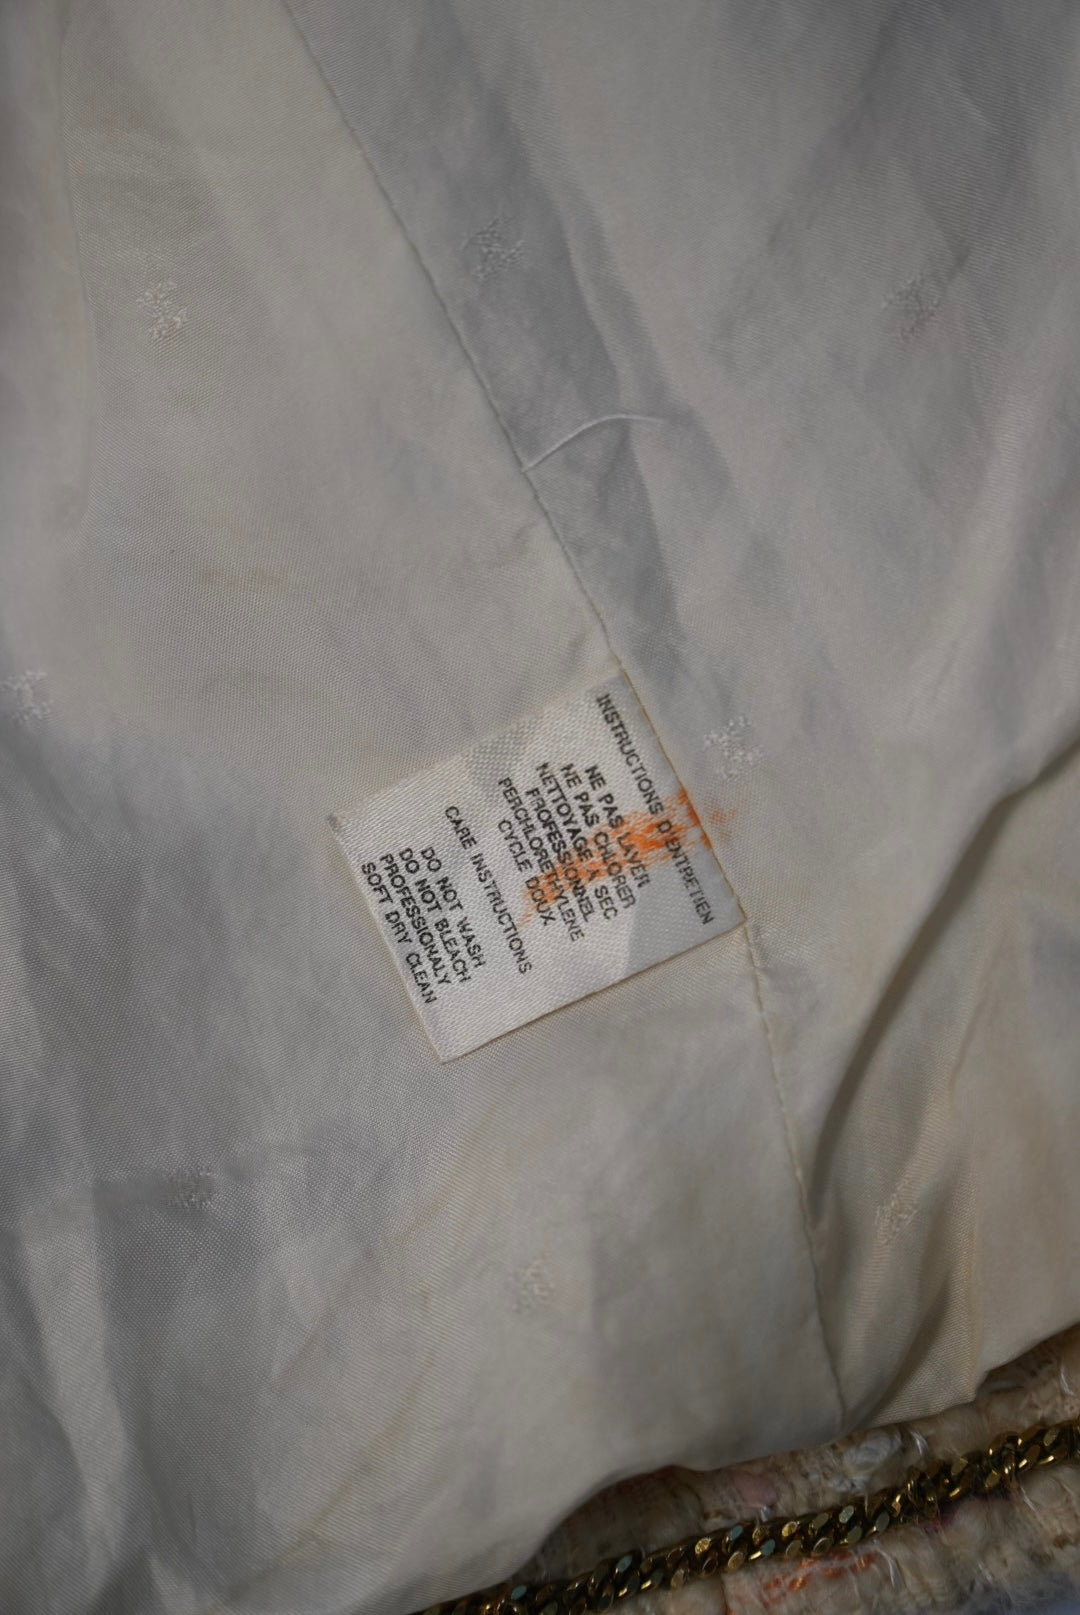 INSTRUCTIONS D'ENTRETIEN
NE PAS LAVER
NE PAS CHLORER
NETTOYAGE A SEC
PROFESSIONNEL
PERCHLORETHYLENE
CYCLE DOUX
CARE INSTRUCTIONS
DO NOT WASH
DO NOT BLEACH
PROFESSIONALY
SOFT DRY CLEAN